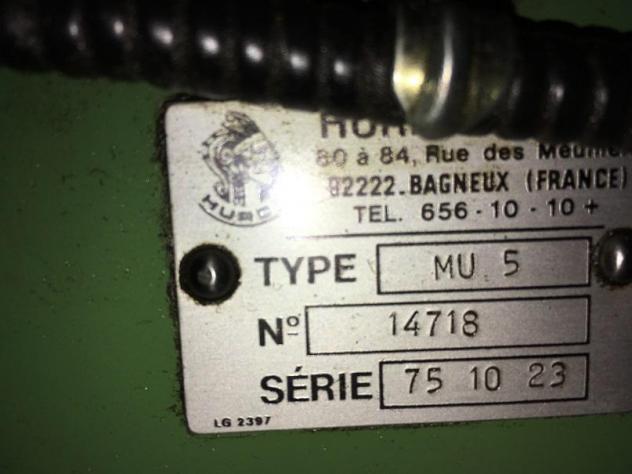 80 à 84, Rue des
92222.BAGNEUX (FRANCE)
TEL. 656-10-10+
TYPE MU 5
Nº 14718
SÉRIE 75 10 23
LG 2397